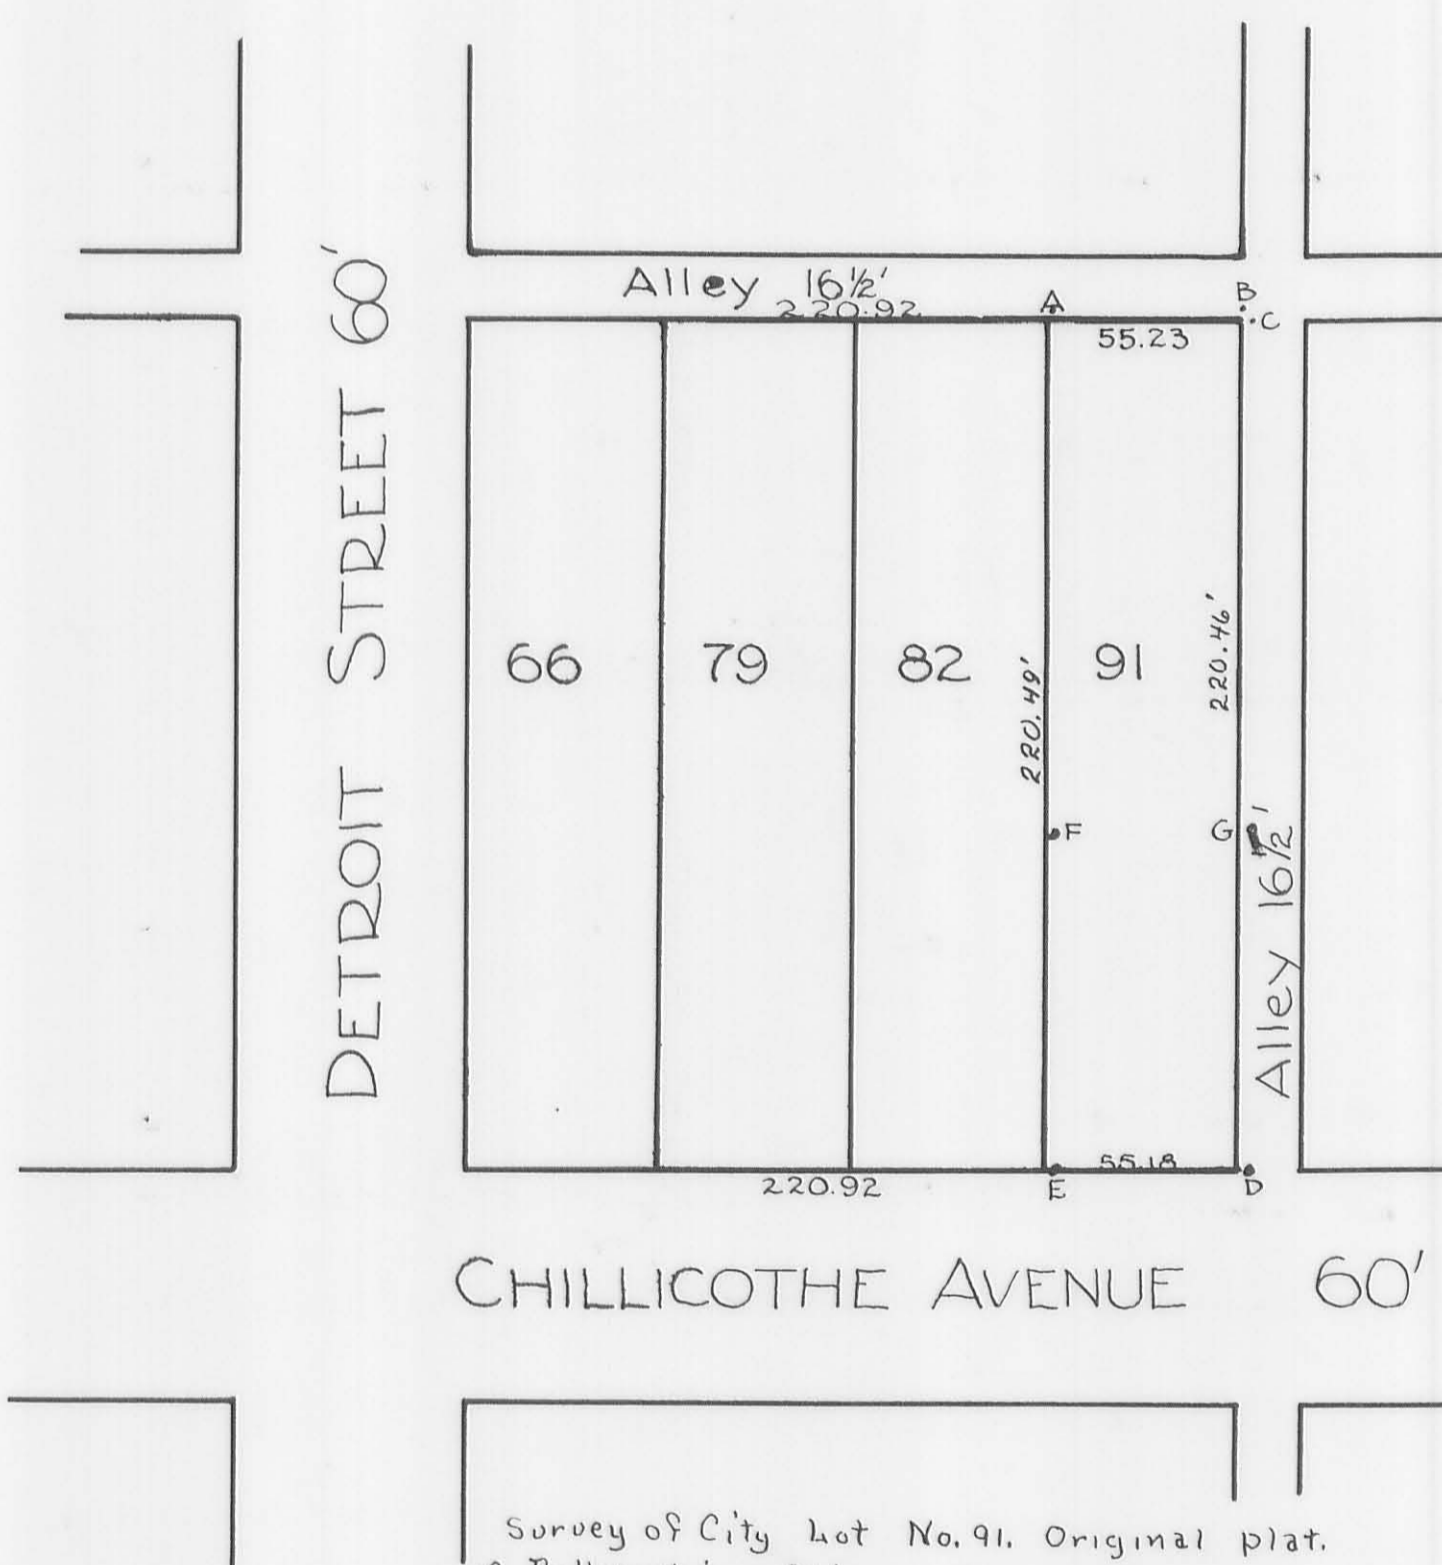 DETROIT STREET 60'
Alley 16½'
220.92
A
B
C
55.23
66
79
82
91
220.49'
220.46'
F
G
Alley 16½'
55.18
220.92
E
D
CHILLICOTHE AVENUE 60'
Survey of City Lot No. 91. Original plat.